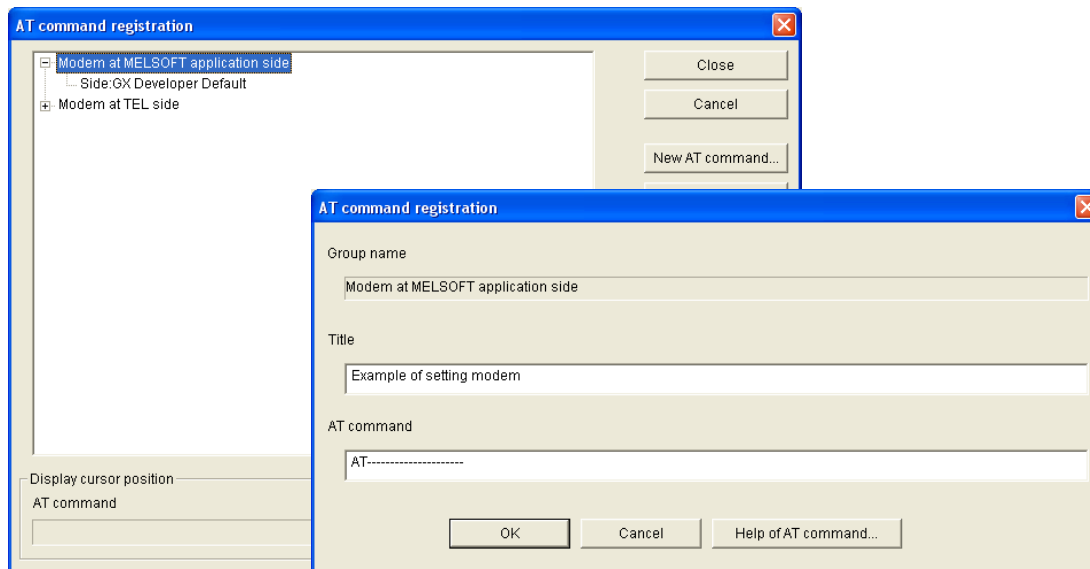 AT command registration
Modem at MELSOFT application side
Side:GX Developer Default
Modem at TEL side
Close
Cancel
New AT command...
Display cursor position
AT command
AT command registration
Group name
Modem at MELSOFT application side
Title
Example of setting modem
AT command
AT---------------------
OK
Cancel
Help of AT command...